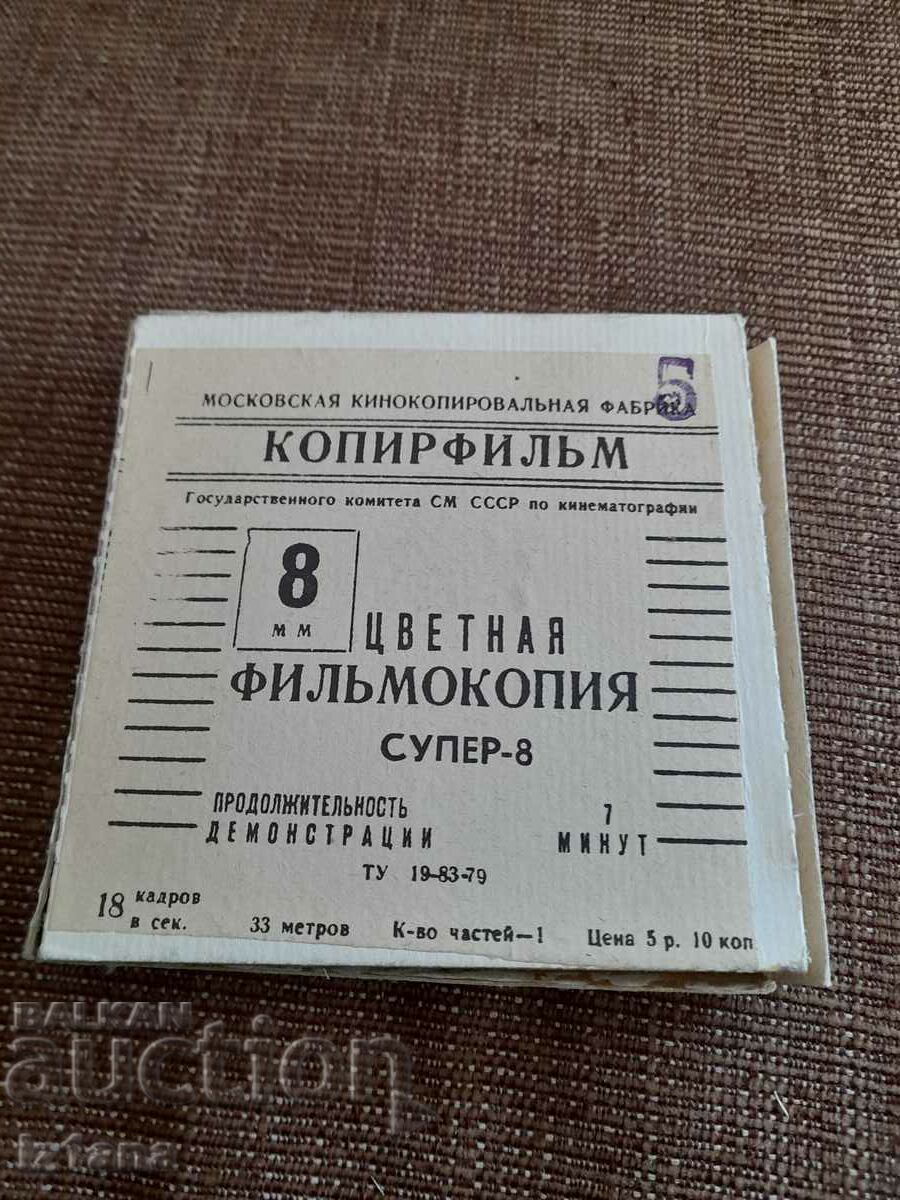 5
МОСКОВСКАЯ КИНОКОПИРОВАЛЬНАЯ ФАБРИКА
КОПИРФИЛЬМ
Государственного комитета СМ СССР по кинематографии
8
мм
ЦВЕТНАЯ
ФИЛЬМОКОПИЯ
СУПЕР-8
ПРОДОЛЖИТЕЛЬНОСТЬ 7
ДЕМОНСТРАЦИИ МИНУТ
ТУ 19-83-79
18 кадров
в сек. 33 метров К-во частей—1 Цена 5 р. 10 коп
BALKAN
auction
iztana